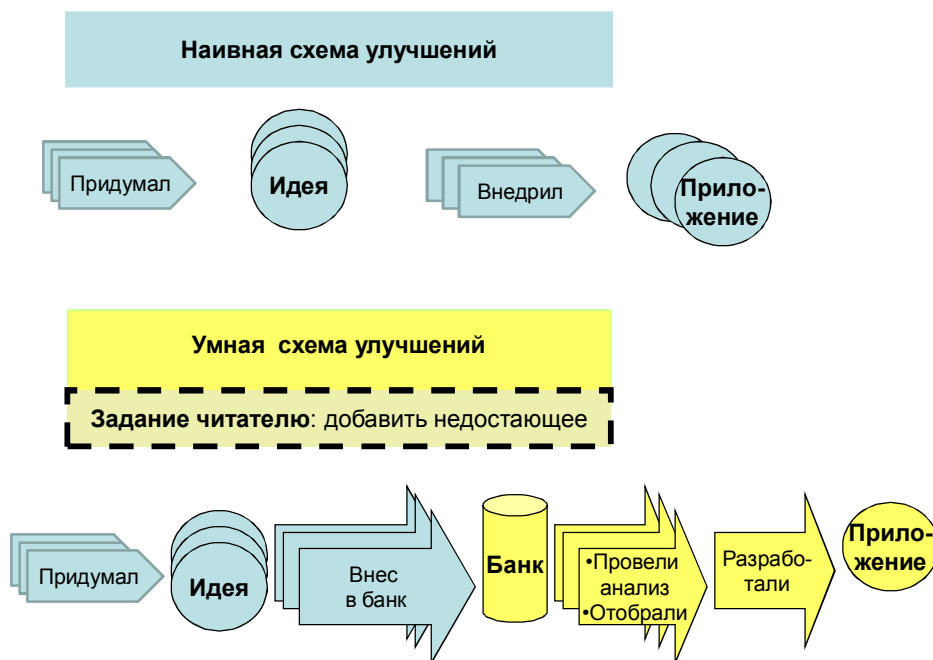 Наивная схема улучшений
Придумал
Идея
Внедрил
Прило-
жение
Умная схема улучшений
Задание читателю: добавить недостающее
Придумал
Идея
Внес
в банк
Банк
•Провели
анализ
•Отобрали
Разрабо-
тали
Прило-
жение